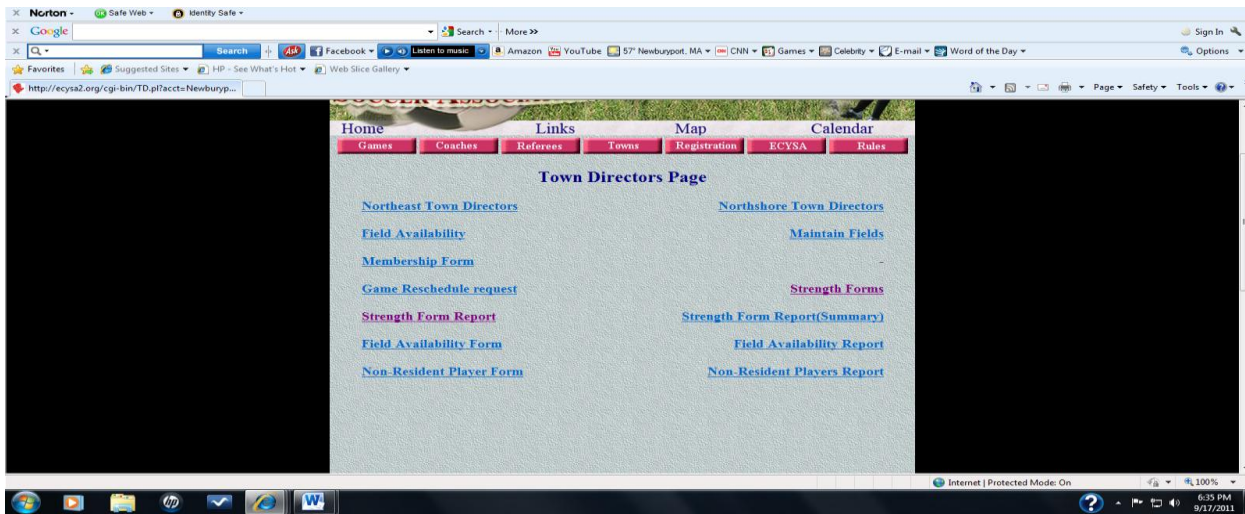 Norton Safe Web Identity Safe
Google Search More >>
Search Ask Facebook Listen to music Amazon YouTube 57° Newburyport, MA CNN Games Celebrity E-mail Word of the Day Options
Sign In
Favorites Suggested Sites HP - See What's Hot Web Slice Gallery
http://ecysa2.org/cgi-bin/TD.pl?acct=Newburyp... Page Safety Tools
Home Links Map Calendar
Games Coaches Referees Towns Registration ECYSA Rules
Town Directors Page
Northeast Town Directors Northshore Town Directors
Field Availability Maintain Fields
Membership Form -
Game Reschedule request Strength Forms
Strength Form Report Strength Form Report(Summary)
Field Availability Form Field Availability Report
Non-Resident Player Form Non-Resident Players Report
Internet | Protected Mode: On 100%
hp W 6:35 PM
9/17/2011